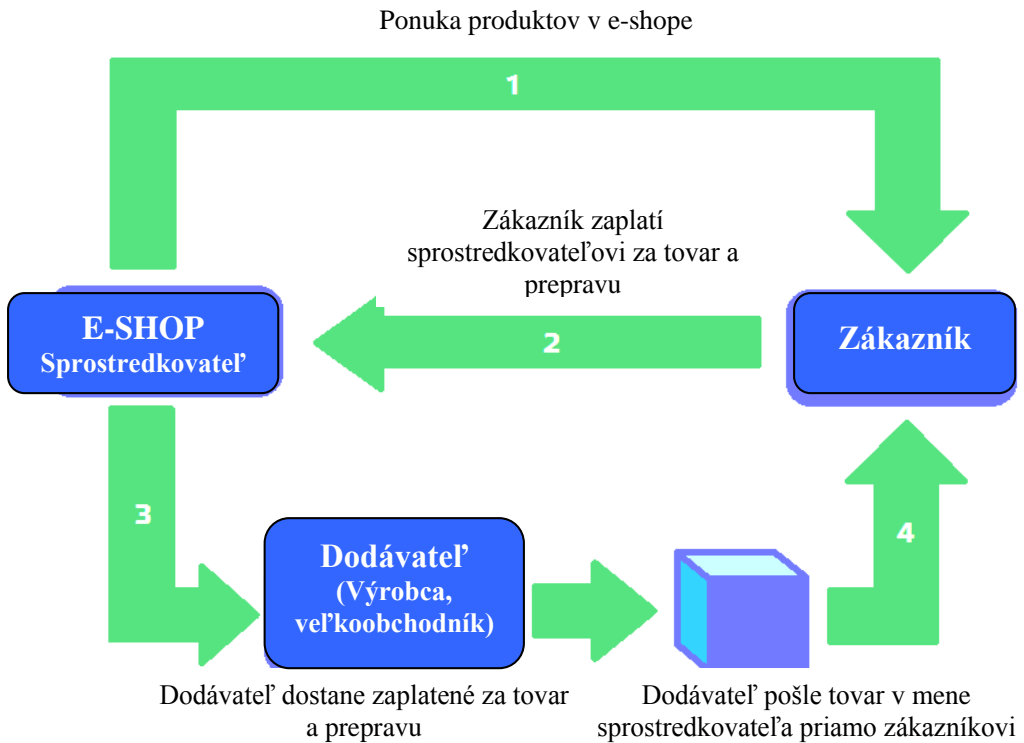 Ponuka produktov v e-shope
1
Zákazník zaplatí
sprostredkovateľovi za tovar a
prepravu
E-SHOP
Sprostredkovateľ
2
Zákazník
3
Dodávateľ
(Výrobca,
veľkoobchodník)
4
Dodávateľ dostane zaplatené za tovar
a prepravu
Dodávateľ pošle tovar v mene
sprostredkovateľa priamo zákazníkovi